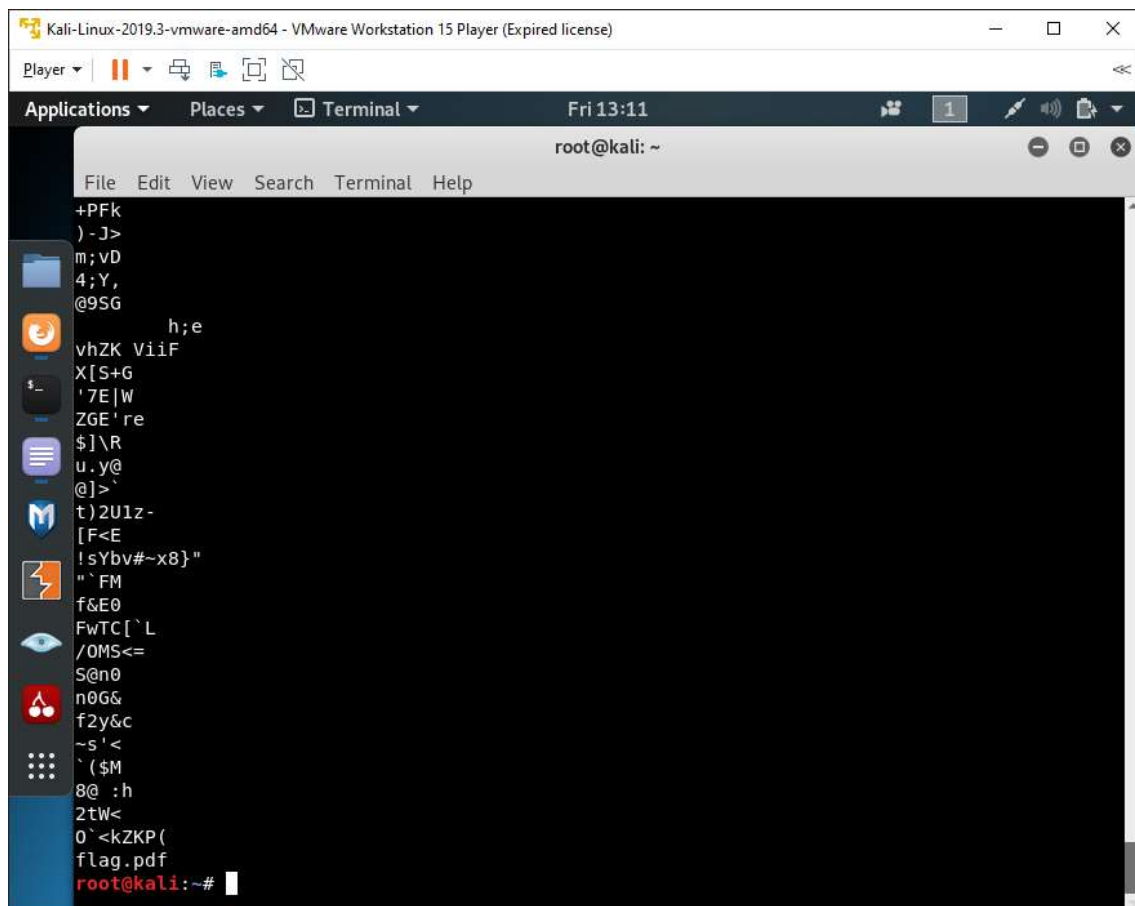 Kali-Linux-2019.3-vmware-amd64 - VMware Workstation 15 Player (Expired license)
Player
Applications Places Terminal Fri 13:11 1
root@kali: ~
File Edit View Search Terminal Help
+PFk
)-J>
m;vD
4;Y,
@9SG
h;e
vhZK ViiF
X[S+G
'7E|W
ZGE're
$]\R
u.y@
@]>`
t)2U1z-
[F<E
!sYbv#~x8}"
"`FM
f&E0
FwTC[`L
/OMS<=
S@n0
n0G&
f2y&c
~s'<
`($M
8@ :h
2tW<
O`<kZKP(
flag.pdf
root@kali:~#